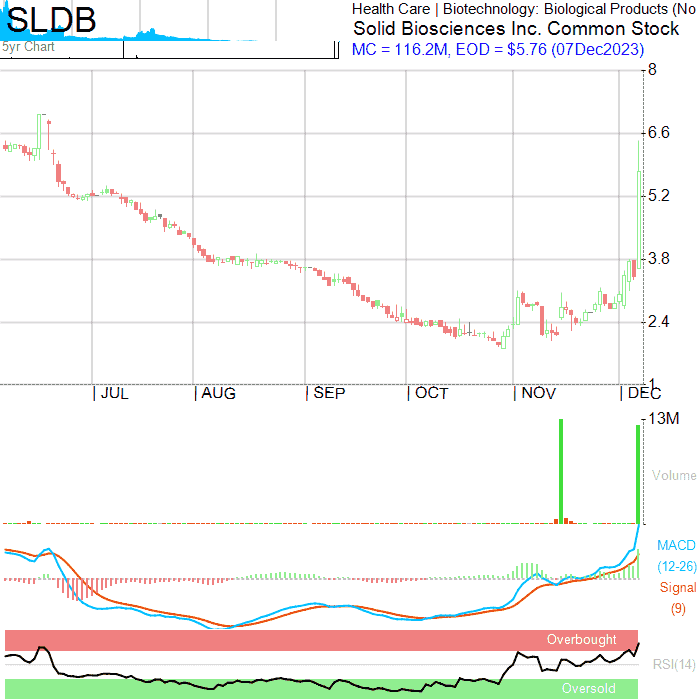 SLDB
5yr Chart
Health Care | Biotechnology: Biological Products (No
Solid Biosciences Inc. Common Stock
MC = 116.2M, EOD = $5.76 (07Dec2023)
8
6.6
5.2
3.8
2.4
1
JUL
AUG
SEP
OCT
NOV
DEC
13M
Volume
MACD
(12-26)
Signal
(9)
Overbought
RSI(14)
Oversold